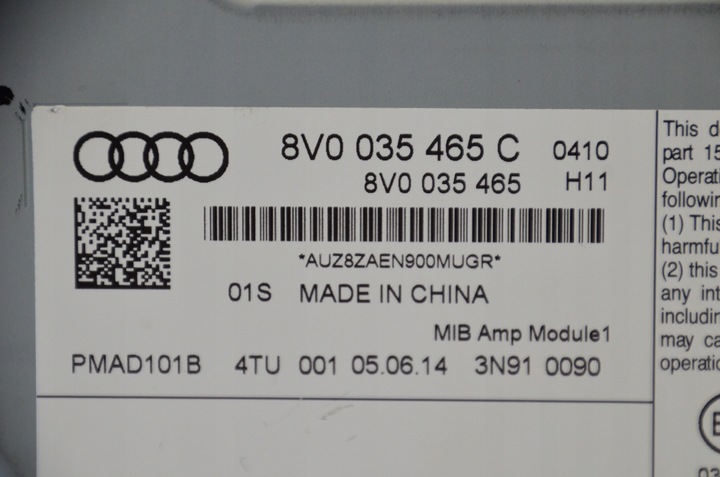 8V0 035 465 C 0410
8V0 035 465 H11
*AUZ8ZAEN900MUGR*
01S MADE IN CHINA
MIB Amp Module1
PMAD101B 4TU 001 05.06.14 3N91 0090
This d
part 15
Operati
followin
(1) This
harmfu
(2) this
any int
includin
may ca
operatio